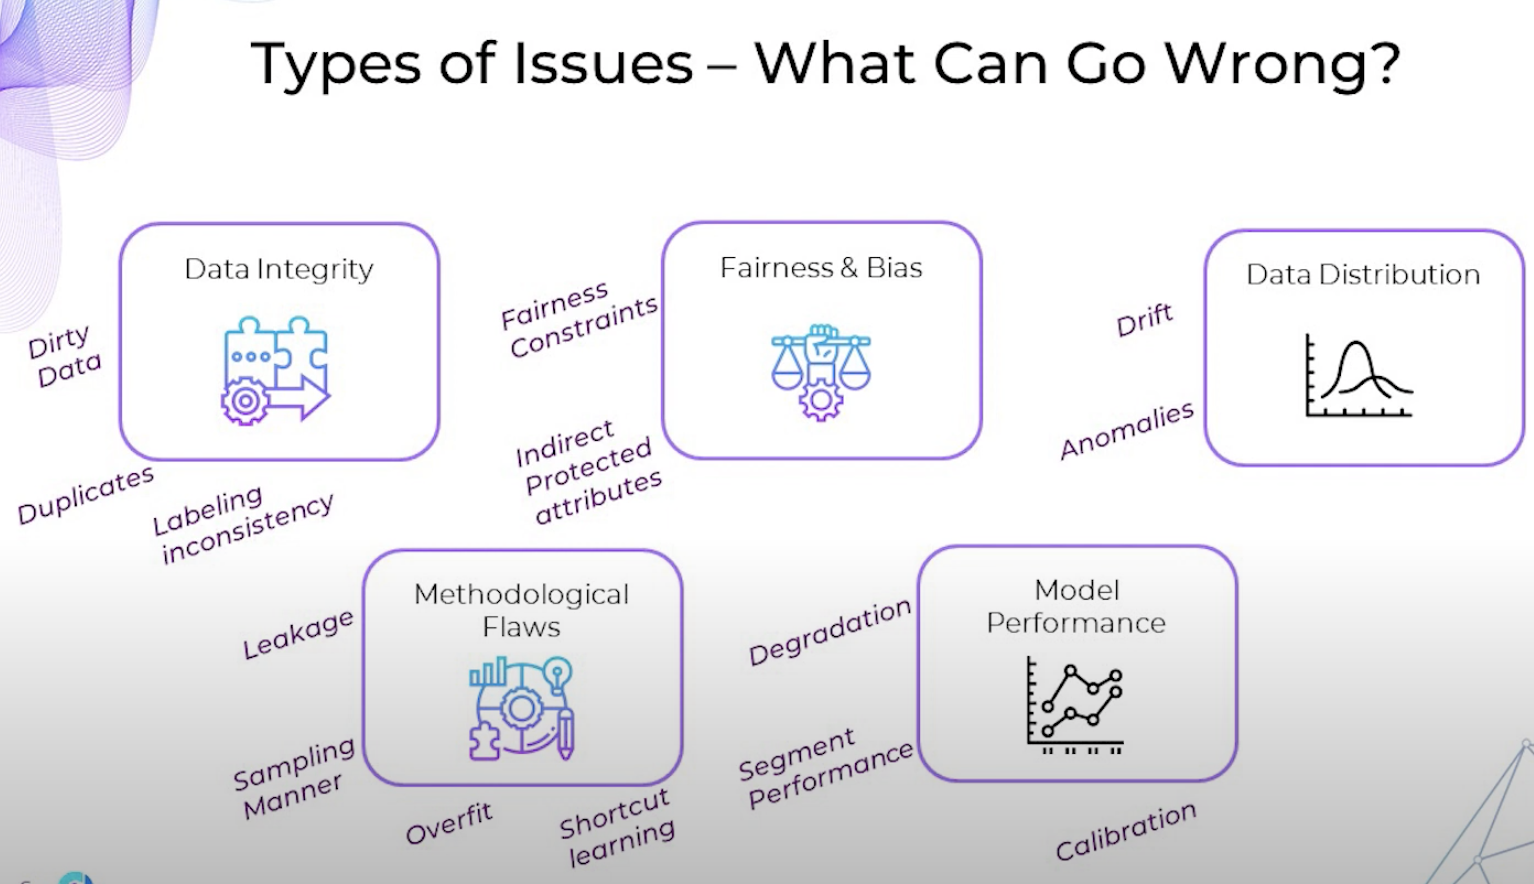 Types of Issues – What Can Go Wrong?
Data Integrity
Dirty
Data
Duplicates
Labeling
inconsistency
Fairness & Bias
Fairness
Constraints
Indirect
Protected
attributes
Data Distribution
Drift
Anomalies
Methodological
Flaws
Leakage
Sampling
Manner
Overfit
Shortcut
learning
Model
Performance
Degradation
Segment
Performance
Calibration